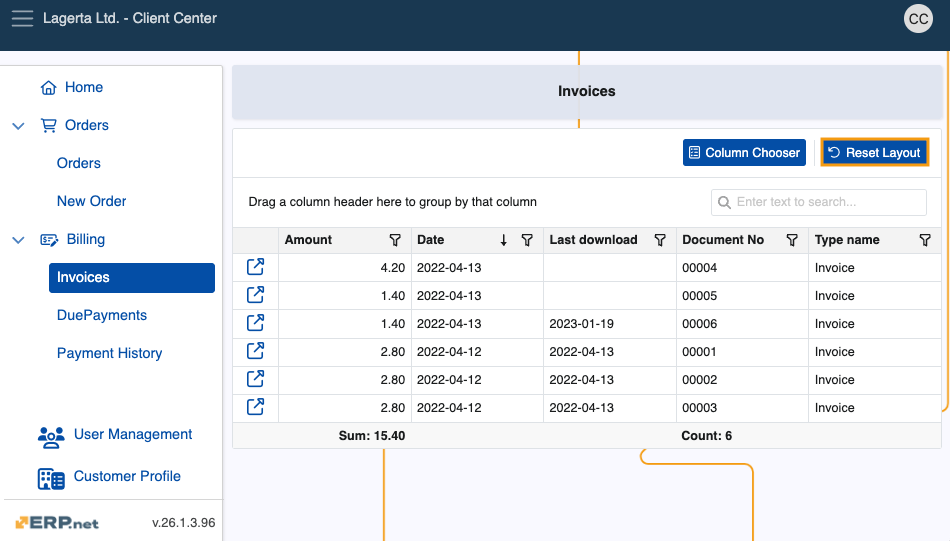 Lagerta Ltd. - Client Center
CC
Home
Orders
Orders
New Order
Billing
Invoices
DuePayments
Payment History
User Management
Customer Profile
ERP.net
v.26.1.3.96
Invoices
Column Chooser
Reset Layout
Drag a column header here to group by that column
Enter text to search...
Amount Date Last download Document No Type name
4.20 2022-04-13 00004 Invoice
1.40 2022-04-13 00005 Invoice
1.40 2022-04-13 2023-01-19 00006 Invoice
2.80 2022-04-12 2022-04-13 00001 Invoice
2.80 2022-04-12 2022-04-13 00002 Invoice
2.80 2022-04-12 2022-04-13 00003 Invoice
Sum: 15.40 Count: 6